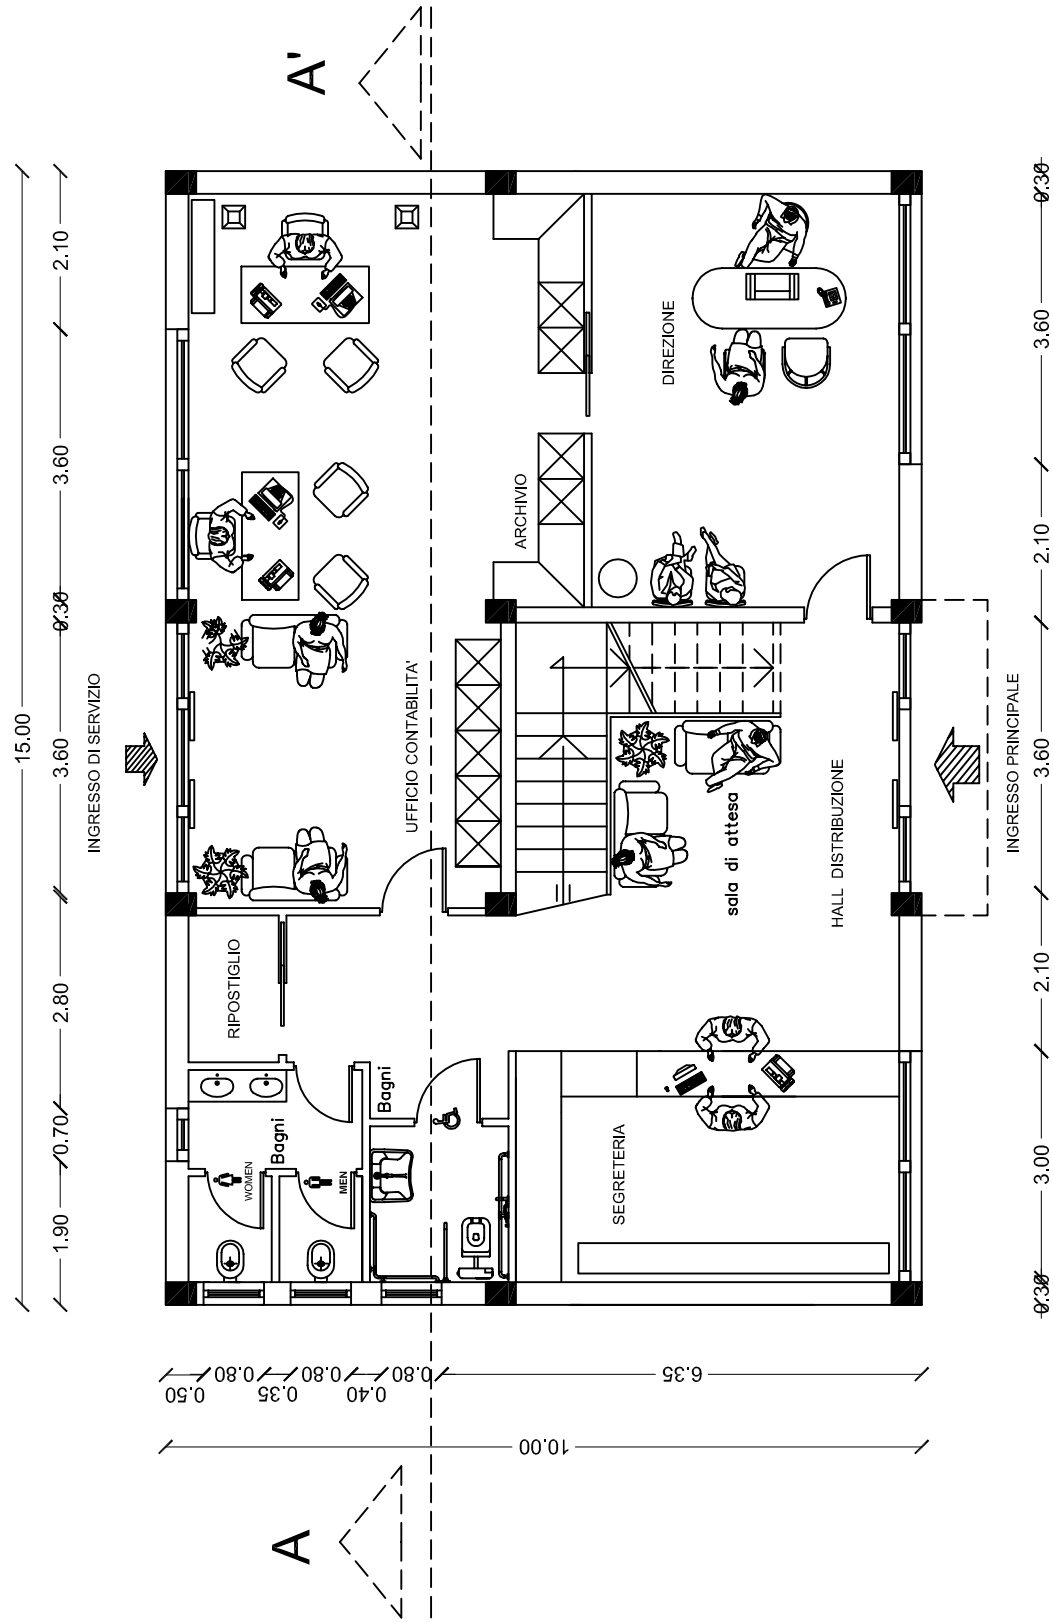 A'
A
15.00
2.10
3.60
0.30
3.60
2.80
0.70
1.90
INGRESSO DI SERVIZIO
UFFICIO CONTABILITA'
ARCHIVIO
DIREZIONE
RIPOSTIGLIO
Bagni
Bagni
WOMEN
MEN
SEGRETERIA
sala di attesa
HALL DISTRIBUZIONE
INGRESSO PRINCIPALE
0.30
3.60
2.10
3.60
2.10
3.00
0.30
0.50
0.80
0.35
0.80
0.40
0.80
6.35
10.00